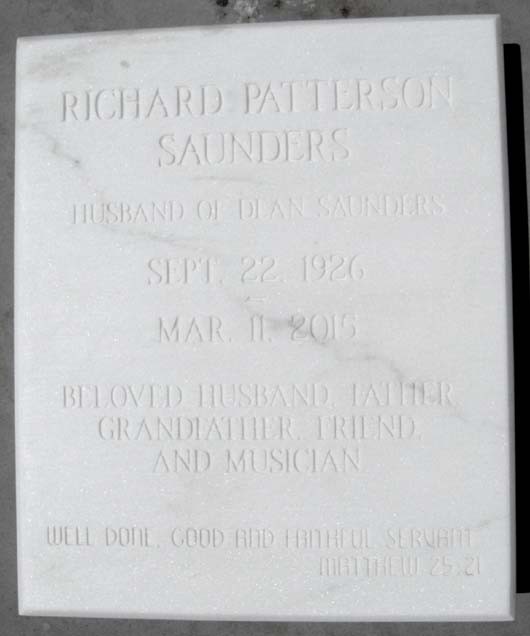 RICHARD PATTERSON
SAUNDERS
HUSBAND OF DEAN SAUNDERS
SEPT. 22, 1926
–
MAR. 11, 2015
BELOVED HUSBAND, FATHER,
GRANDFATHER, FRIEND,
AND MUSICIAN
WELL DONE, GOOD AND FAITHFUL SERVANT.
MATTHEW 25:21